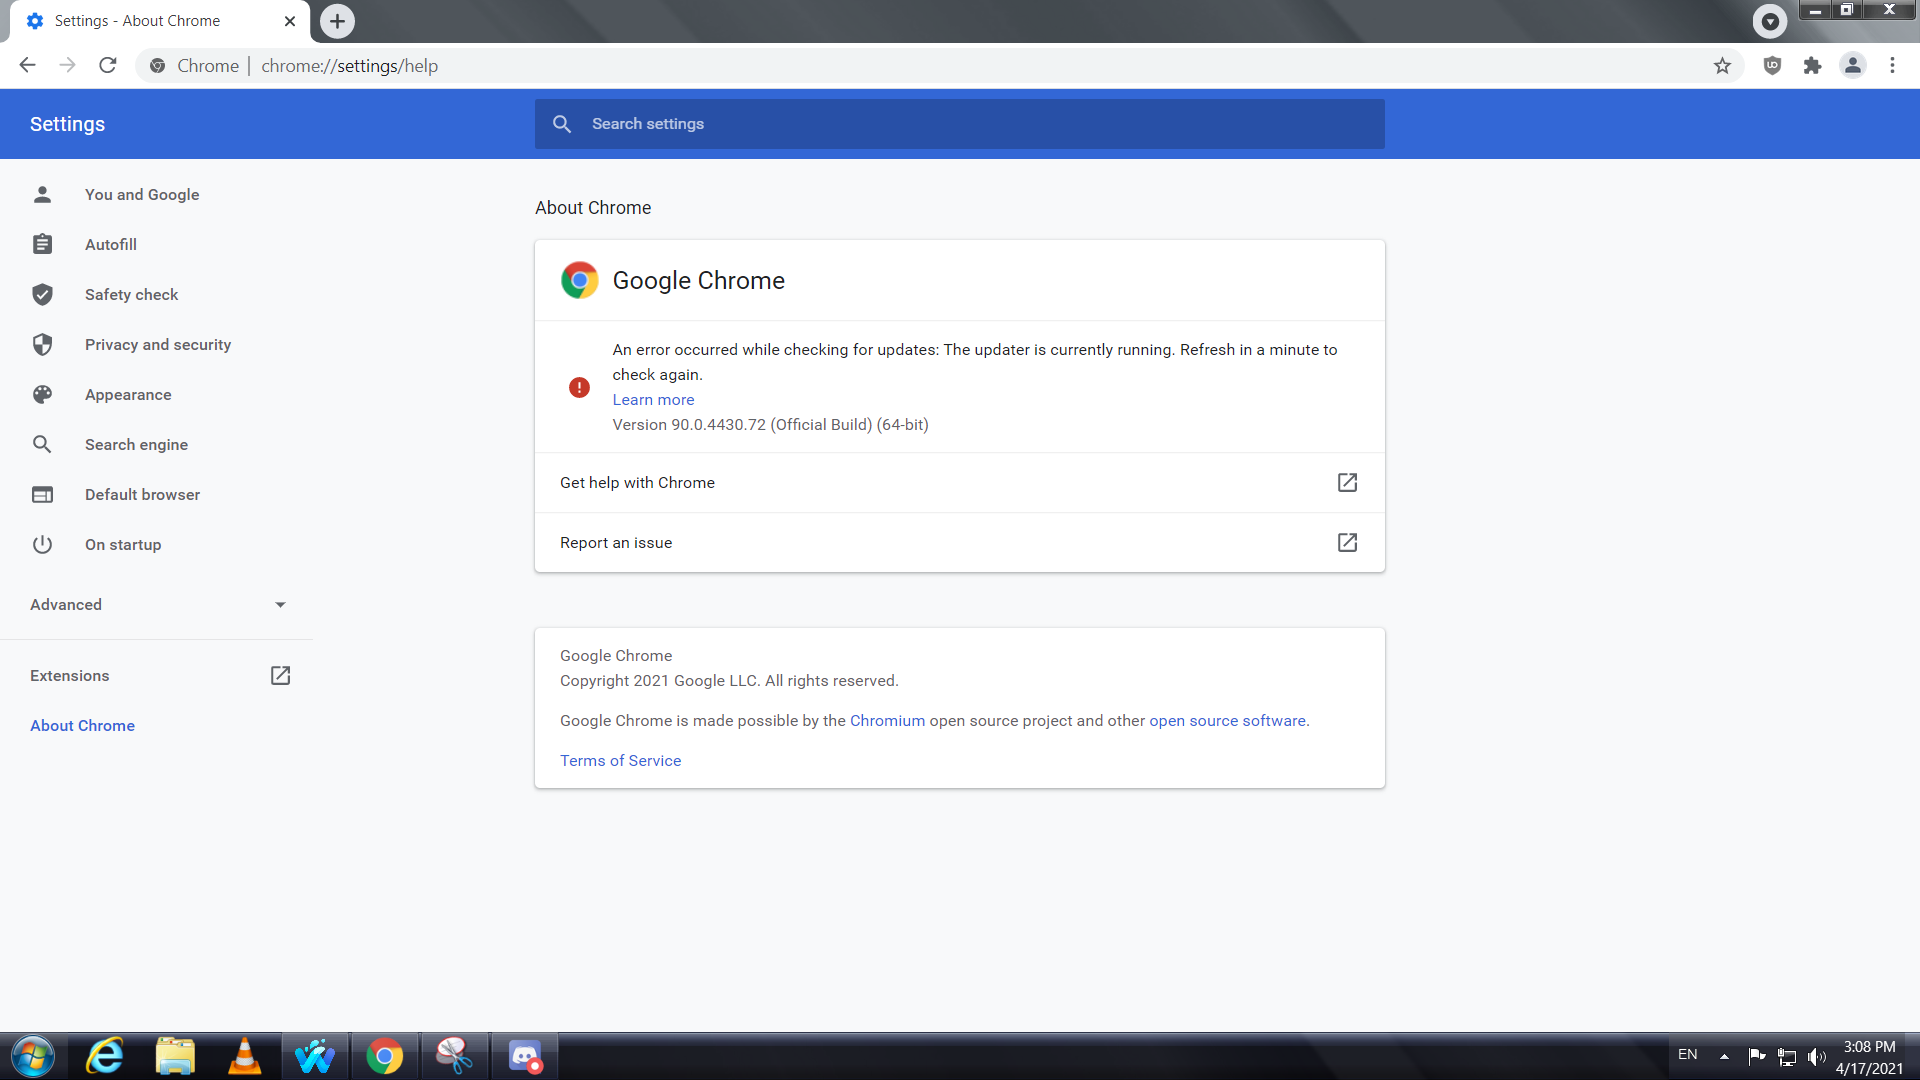 Settings - About Chrome
Chrome | chrome://settings/help
Settings
Search settings
You and Google
Autofill
Safety check
Privacy and security
Appearance
Search engine
Default browser
On startup
Advanced
Extensions
About Chrome
About Chrome
Google Chrome
An error occurred while checking for updates: The updater is currently running. Refresh in a minute to
check again.
Learn more
Version 90.0.4430.72 (Official Build) (64-bit)
Get help with Chrome
Report an issue
Google Chrome
Copyright 2021 Google LLC. All rights reserved.
Google Chrome is made possible by the Chromium open source project and other open source software.
Terms of Service
EN
3:08 PM
4/17/2021